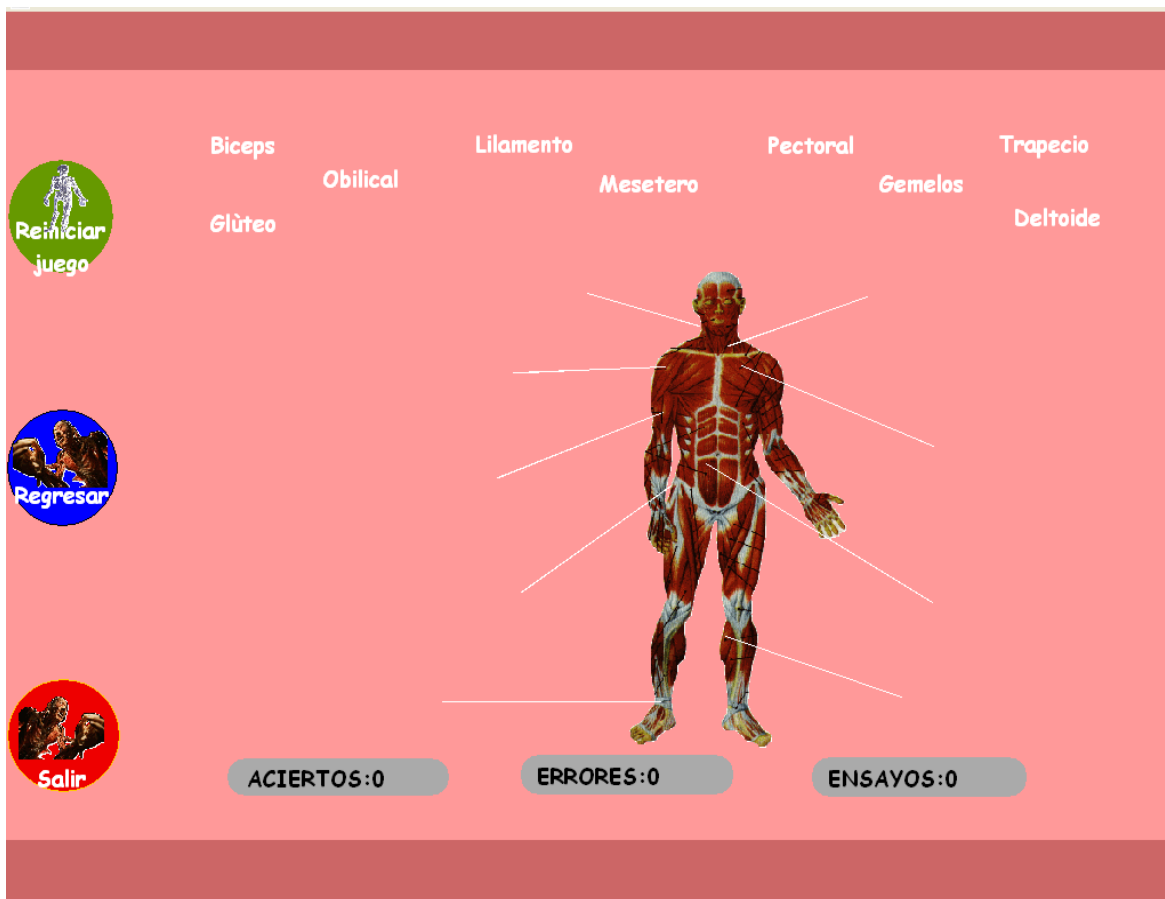 Biceps
Lilamento
Pectoral
Trapecio
Obilical
Mesetero
Gemelos
Glùteo
Deltoide
Reiniciar
juego
Regresar
Salir
ACIERTOS:0
ERRORES:0
ENSAYOS:0